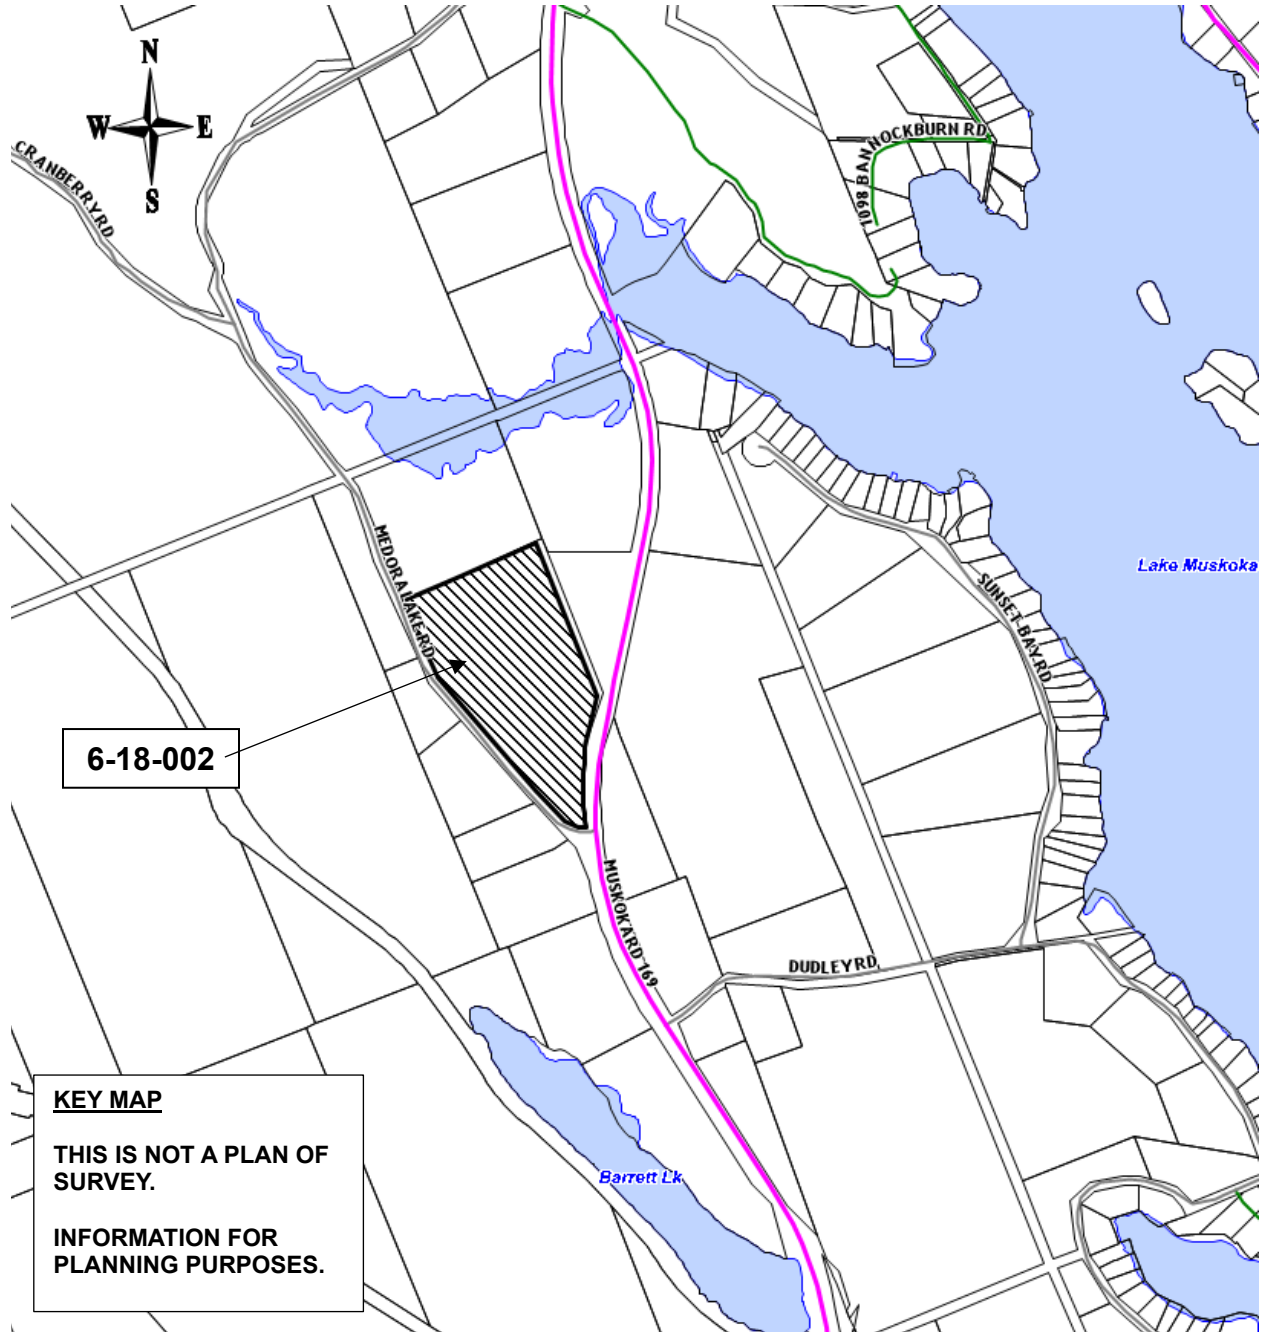 N
W E
S
CRANBERRY RD
1098 BANNOCKBURN RD
Lake Muskoka
MEDORA LAKE RD
SUNSET BAY RD
6-18-002
MUSKOKA RD 169
DUDLEY RD
KEY MAP
THIS IS NOT A PLAN OF
SURVEY.
INFORMATION FOR
PLANNING PURPOSES.
Barrett Lk